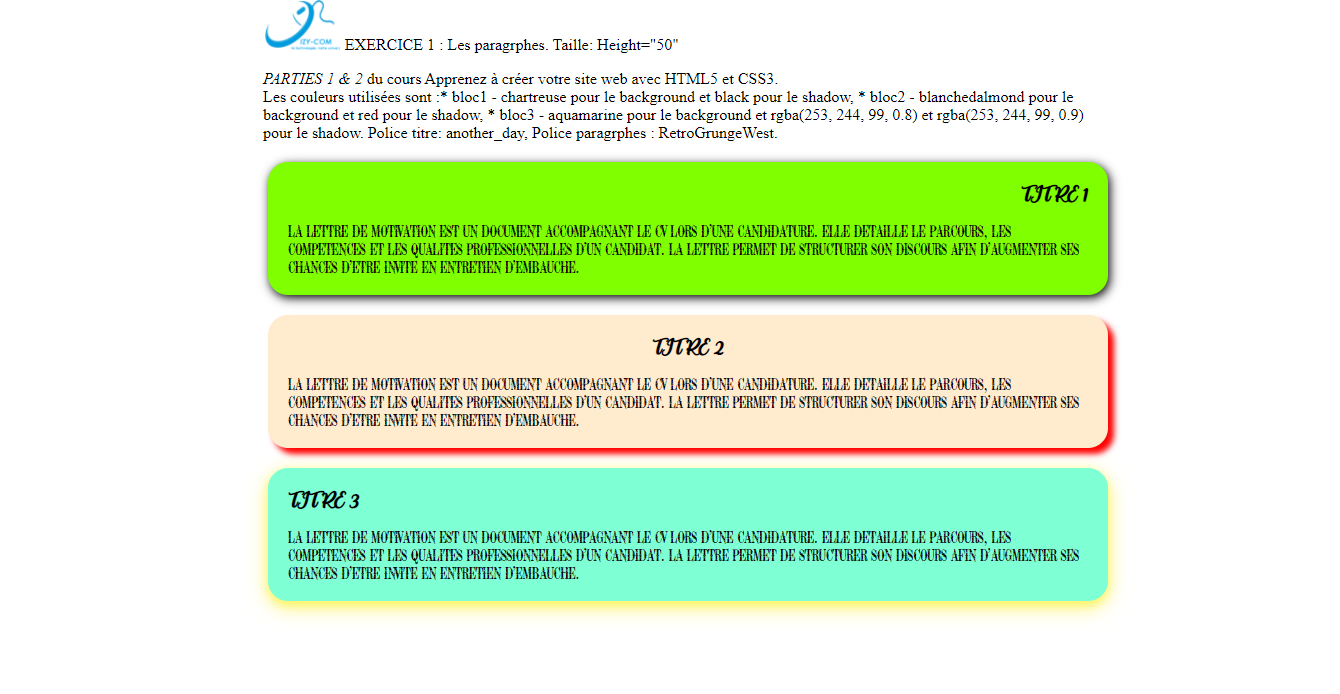 IZY-COM
EXERCICE 1 : Les paragrphes. Taille: Height="50"
PARTIES 1 & 2 du cours Apprenez à créer votre site web avec HTML5 et CSS3.
Les couleurs utilisées sont :* bloc1 - chartreuse pour le background et black pour le shadow, * bloc2 - blanchedalmond pour le
background et red pour le shadow, * bloc3 - aquamarine pour le background et rgba(253, 244, 99, 0.8) et rgba(253, 244, 99, 0.9)
pour le shadow. Police titre: another_day, Police paragrphes : RetroGrungeWest.
TITRE 1
LA LETTRE DE MOTIVATION EST UN DOCUMENT ACCOMPAGNANT LE CV LORS D'UNE CANDIDATURE. ELLE DETAILLE LE PARCOURS, LES
COMPETENCES ET LES QUALITES PROFESSIONNELLES D'UN CANDIDAT. LA LETTRE PERMET DE STRUCTURER SON DISCOURS AFIN D'AUGMENTER SES
CHANCES D'ETRE INVITE EN ENTRETIEN D'EMBAUCHE.
TITRE 2
LA LETTRE DE MOTIVATION EST UN DOCUMENT ACCOMPAGNANT LE CV LORS D'UNE CANDIDATURE. ELLE DETAILLE LE PARCOURS, LES
COMPETENCES ET LES QUALITES PROFESSIONNELLES D'UN CANDIDAT. LA LETTRE PERMET DE STRUCTURER SON DISCOURS AFIN D'AUGMENTER SES
CHANCES D'ETRE INVITE EN ENTRETIEN D'EMBAUCHE.
TITRE 3
LA LETTRE DE MOTIVATION EST UN DOCUMENT ACCOMPAGNANT LE CV LORS D'UNE CANDIDATURE. ELLE DETAILLE LE PARCOURS, LES
COMPETENCES ET LES QUALITES PROFESSIONNELLES D'UN CANDIDAT. LA LETTRE PERMET DE STRUCTURER SON DISCOURS AFIN D'AUGMENTER SES
CHANCES D'ETRE INVITE EN ENTRETIEN D'EMBAUCHE.